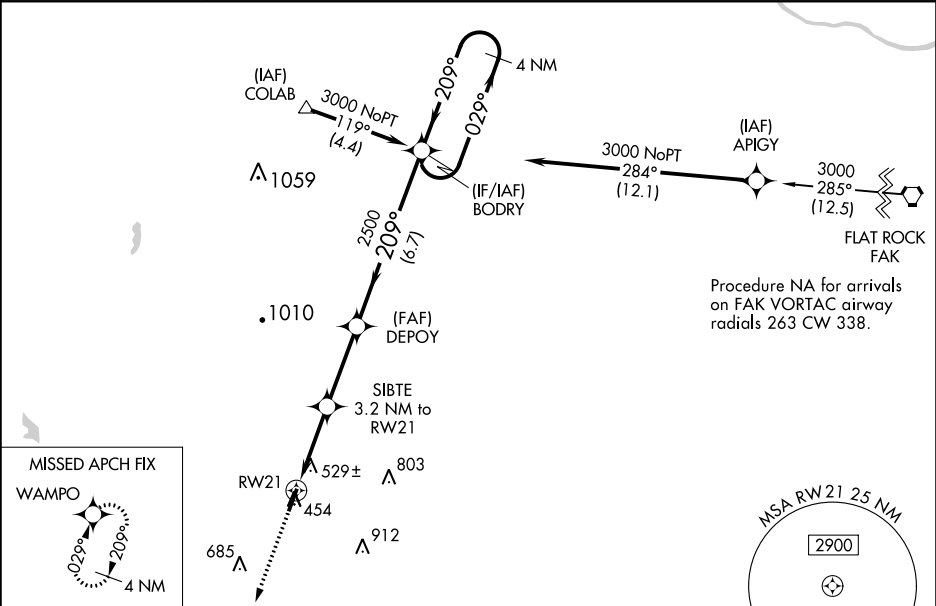 4 NM
209°
029°
(IAF)
COLAB
3000 NoPT
119°
(4.4)
1059
(IF/IAF)
BODRY
3000 NoPT
284°
(12.1)
(IAF)
APIGY
3000
285°
(12.5)
FLAT ROCK
FAK
Procedure NA for arrivals
on FAK VORTAC airway
radials 263 CW 338.
2500
209°
(6.7)
1010
(FAF)
DEPOY
SIBTE
3.2 NM to
RW21
529±
803
RW21
454
912
685
MISSED APCH FIX
WAMPO
029°
209°
4 NM
MSA RW21 25 NM
2900